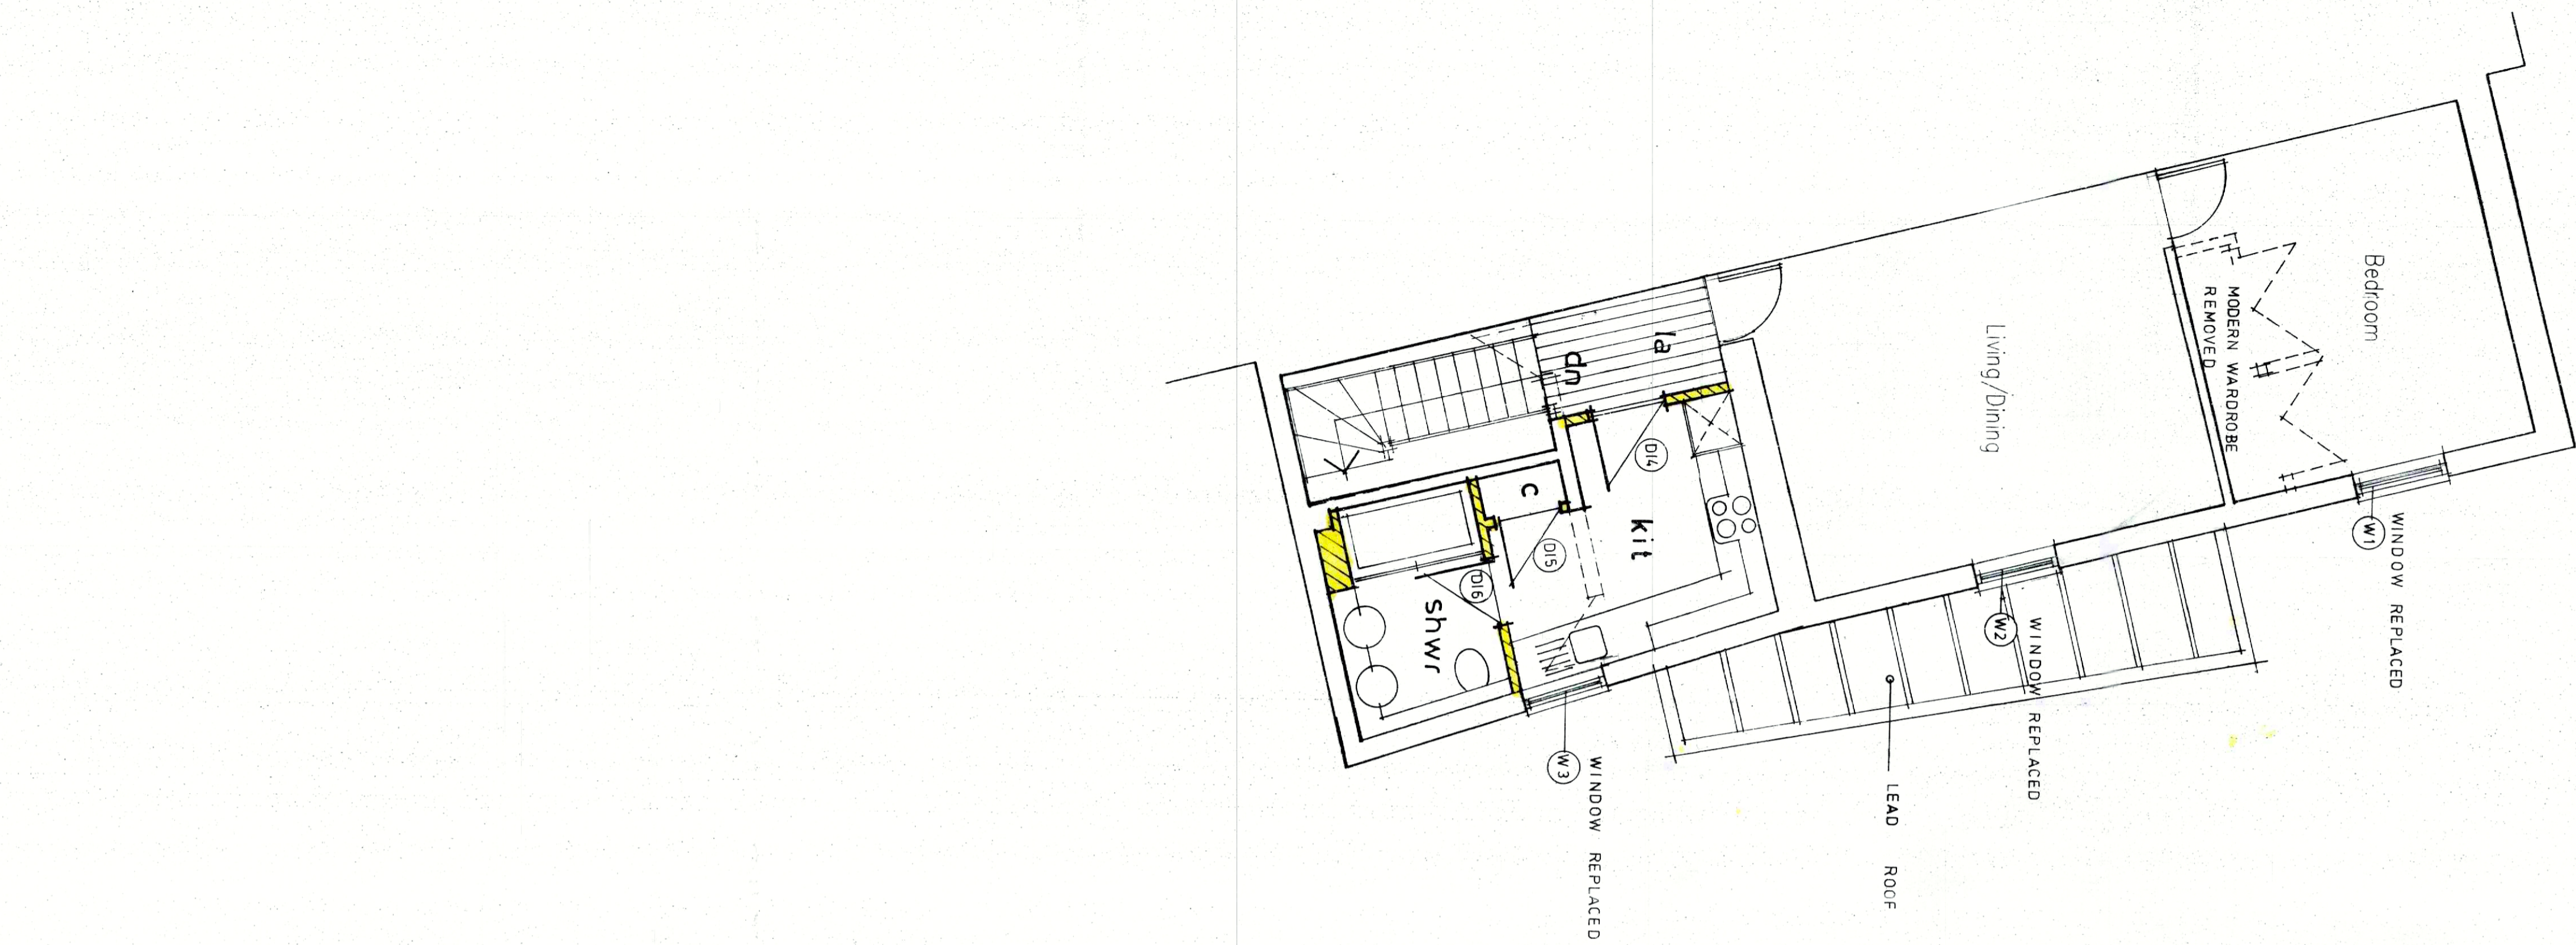 Bedroom
MODERN WARDROBE
REMOVED
Living/Dining
la
dn
D14
kit
c
D15
D16
shwr
W1
WINDOW REPLACED
W2
WINDOW REPLACED
W3
WINDOW REPLACED
LEAD ROOF